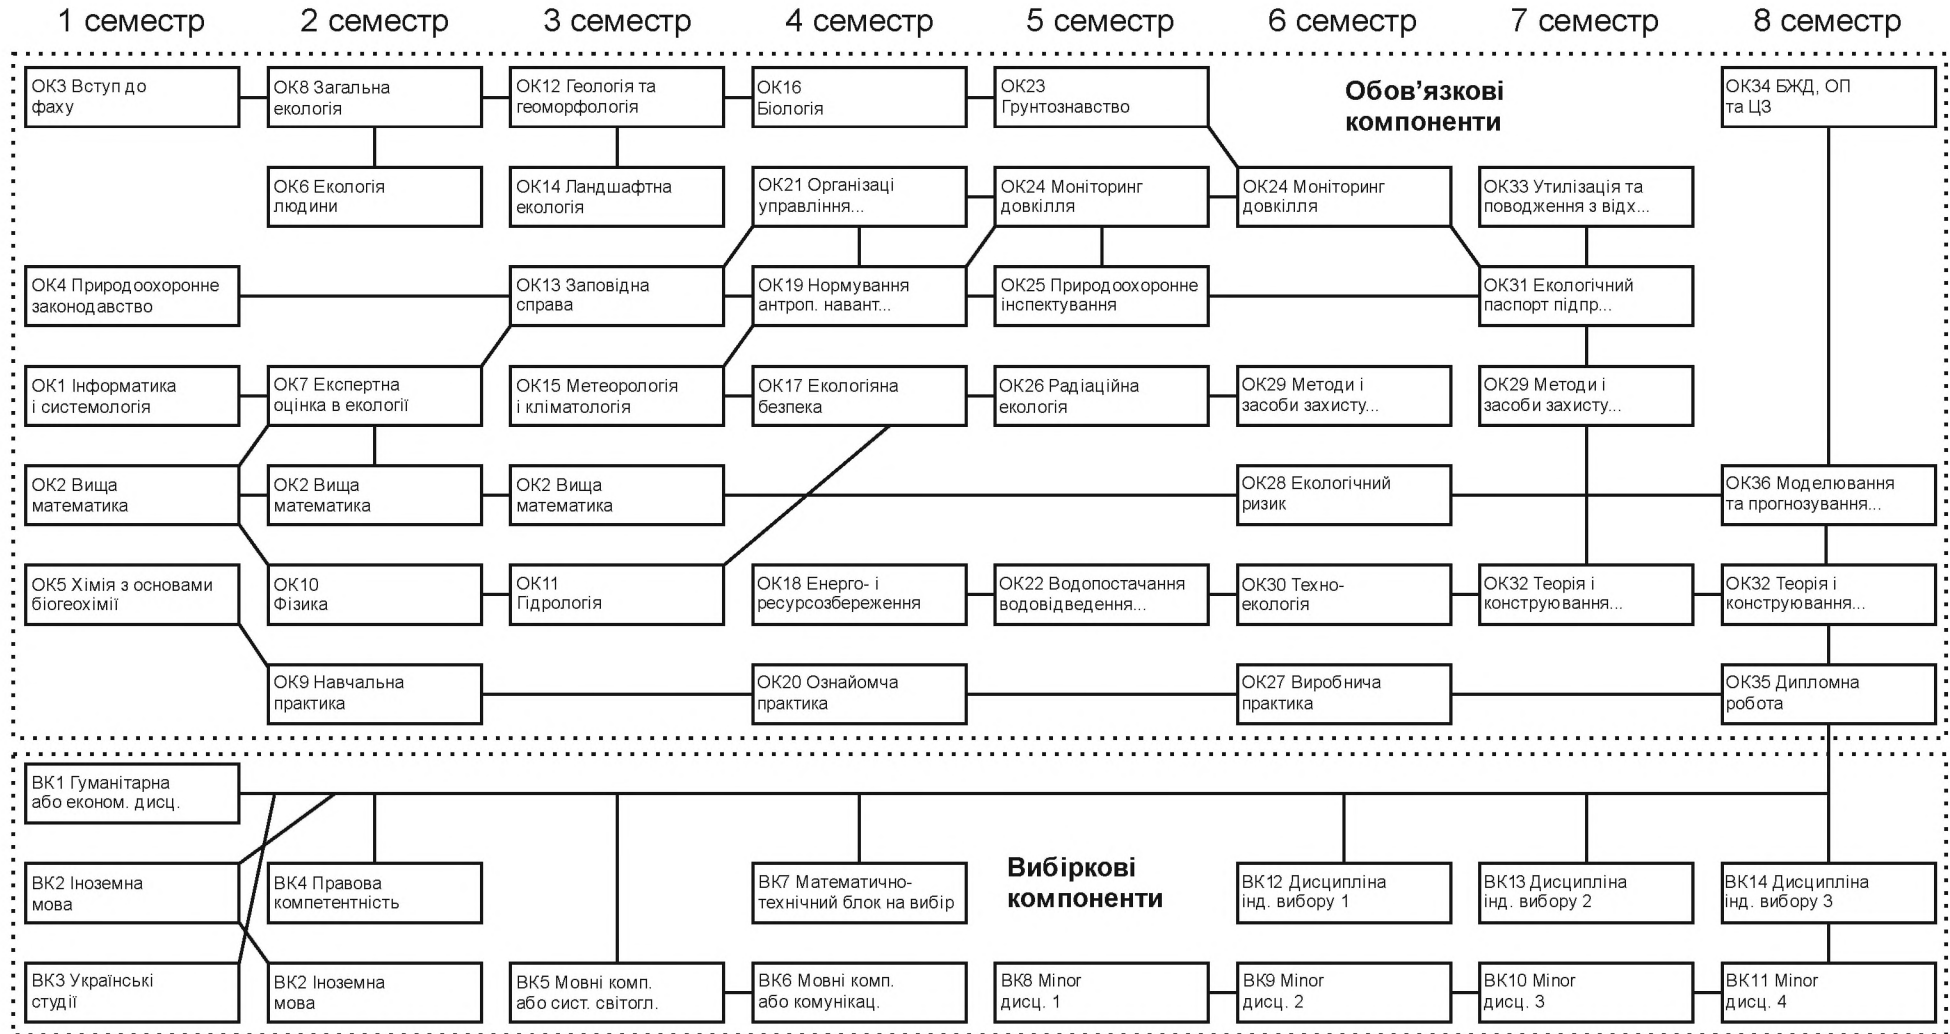 1 семестр
2 семестр
3 семестр
4 семестр
5 семестр
6 семестр
7 семестр
8 семестр
ОК3 Вступ до
фаху
ОК8 Загальна
екологія
ОК12 Геологія та
геоморфологія
ОК16
Біологія
ОК23
Грунтознавство
Обов’язкові
компоненти
ОК34 БЖД, ОП
та ЦЗ
ОК6 Екологія
людини
ОК14 Ландшафтна
екологія
ОК21 Організаці
управління...
ОК24 Моніторинг
довкілля
ОК24 Моніторинг
довкілля
ОК33 Утилізація та
поводження з відх...
ОК4 Природоохоронне
законодавство
ОК13 Заповідна
справа
ОК19 Нормування
антроп. навант...
ОК25 Природоохоронне
інспектування
ОК31 Екологічний
паспорт підпр...
ОК1 Інформатика
і системологія
ОК7 Експертна
оцінка в екології
ОК15 Метеорологія
і кліматологія
ОК17 Екологіяна
безпека
ОК26 Радіаційна
екологія
ОК29 Методи і
засоби захисту...
ОК29 Методи і
засоби захисту...
ОК2 Вища
математика
ОК2 Вища
математика
ОК2 Вища
математика
ОК28 Екологічний
ризик
ОК36 Моделювання
та прогнозування...
ОК5 Хімія з основами
біогеохімії
ОК10
Фізика
ОК11
Гідрологія
ОК18 Енерго- і
ресурсозбереження
ОК22 Водопостачання
водовідведення...
ОК30 Техно-
екологія
ОК32 Теорія і
конструювання...
ОК32 Теорія і
конструювання...
ОК9 Навчальна
практика
ОК20 Ознайомча
практика
ОК27 Виробнича
практика
ОК35 Дипломна
робота
ВК1 Гуманітарна
або економ. дисц.
ВК2 Іноземна
мова
ВК4 Правова
компетентність
ВК7 Математично-
технічний блок на вибір
Вибіркові
компоненти
ВК12 Дисципліна
інд. вибору 1
ВК13 Дисципліна
інд. вибору 2
ВК14 Дисципліна
інд. вибору 3
ВК3 Українські
студії
ВК2 Іноземна
мова
ВК5 Мовні комп.
або сист. світогл.
ВК6 Мовні комп.
або комунікац.
ВК8 Minor
дисц. 1
ВК9 Minor
дисц. 2
ВК10 Minor
дисц. 3
ВК11 Minor
дисц. 4